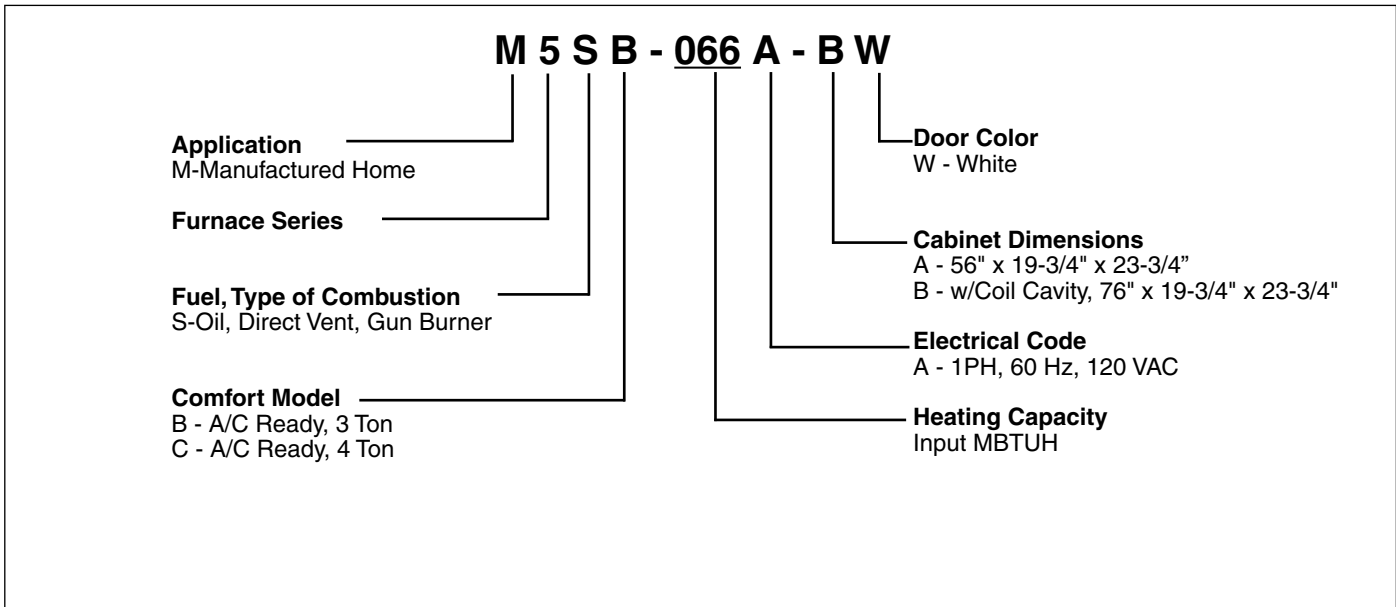 M 5 S B - 066 A - B W
Application
M-Manufactured Home
Furnace Series
Fuel, Type of Combustion
S-Oil, Direct Vent, Gun Burner
Comfort Model
B - A/C Ready, 3 Ton
C - A/C Ready, 4 Ton
Door Color
W - White
Cabinet Dimensions
A - 56" x 19-3/4" x 23-3/4”
B - w/Coil Cavity, 76" x 19-3/4" x 23-3/4"
Electrical Code
A - 1PH, 60 Hz, 120 VAC
Heating Capacity
Input MBTUH